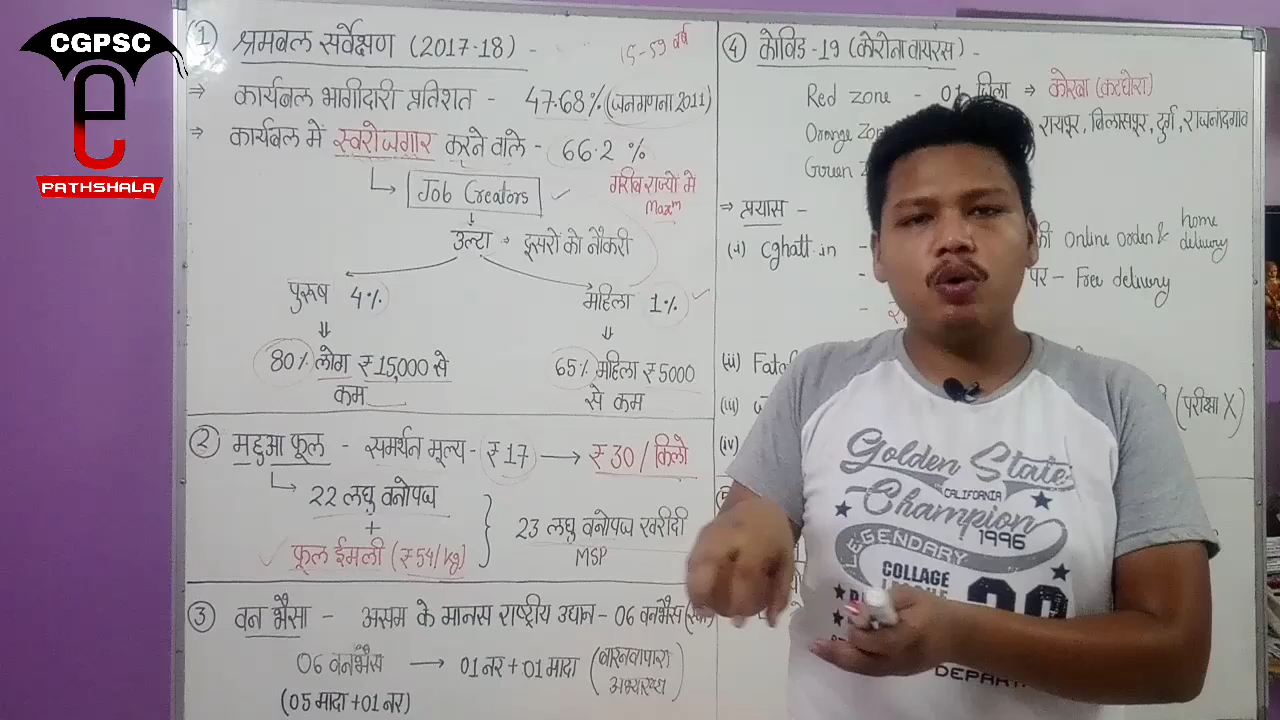 CGPSC
e
PATHSHALA
① श्रमबल सर्वेक्षण (2017-18) -
15-59 वर्ष
⇒ कार्यबल भागीदारी प्रतिशत - 47.68% (जनगणना 2011)
⇒ कार्यबल में स्वरोजगार करने वाले - 66.2 %
Job Creators
गरीब राज्यों में
Maxᵐ
उल्टा → दूसरों को नौकरी
पुरूष 4%
महिला 1%
80% लोग ₹15,000 से
कम
65% महिला ₹5000
से कम
② महुआ फूल - समर्थन मूल्य - ₹17 → ₹30/किलो
22 लघु वनोपज
+
फूल ईमली (₹54/kg)
23 लघु वनोपज खरीदी
MSP
③ वन भैसा - असम के मानस राष्ट्रीय उद्यान - 06 वनभैस
06 वनभैंस → 01 नर + 01 मादा (बारनवापारा
अभ्यारण्य)
(05 मादा + 01 नर)
④ कोविड-19 (कोरोना वायरस) -
Red zone - 01 जिला ⇒ कोरबा (कटघोरा)
Orange Zon रायपुर, बिलासपुर, दुर्ग, राजनांदगांव
Green Z
⇒ प्रयास -
(i) cghatt.in - की Online order & home
delivery
- पर - Free delivery
(ii)
(iii) (परीक्षा X)
(iv)
Golden State
CALIFORNIA
Champion
1996
LEGENDARY
COLLAGE
DEPART